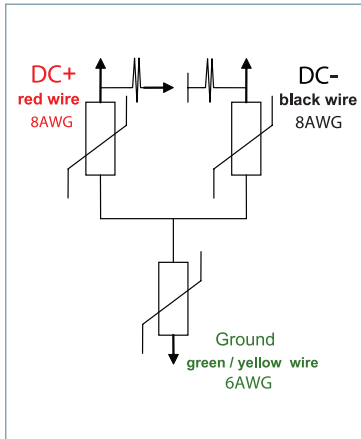 DC+
red wire
8AWG
DC-
black wire
8AWG
Ground
green / yellow wire
6AWG